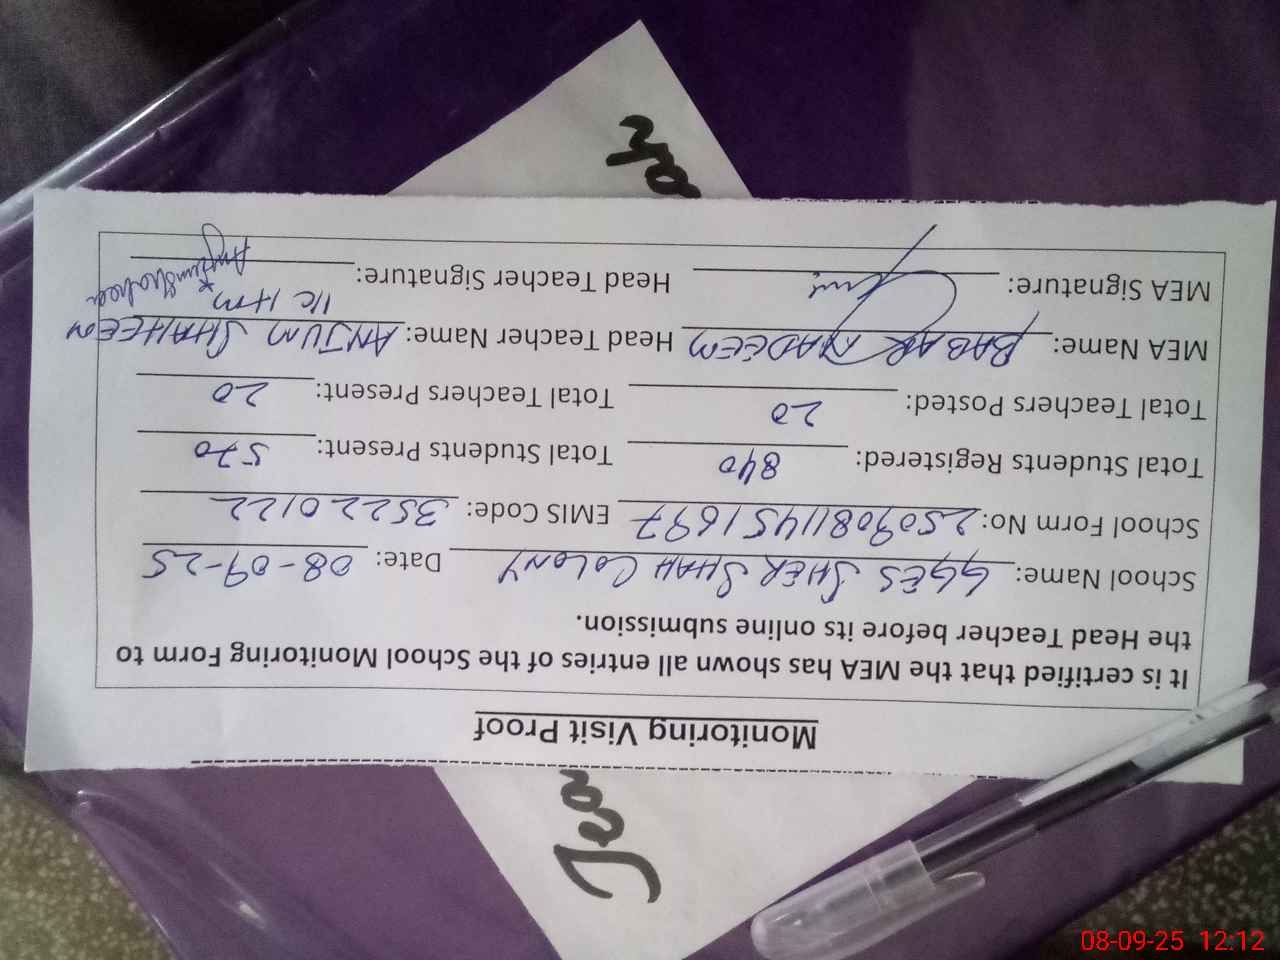 Monitoring Visit Proof
It is certified that the MEA has shown all entries of the School Monitoring Form to
the Head Teacher before its online submission.
School Name: GGES SHER SHAH COLONY Date: 08-09-25
School Form No: 25090811451697 EMIS Code: 35220122
Total Students Registered: 840 Total Students Present: 570
Total Teachers Posted: 20 Total Teachers Present: 20
MEA Name: BABAR NADEEM Head Teacher Name: ANJUM SHAHEEN
I/c HM
MEA Signature: Head Teacher Signature:
08-09-25 12:12